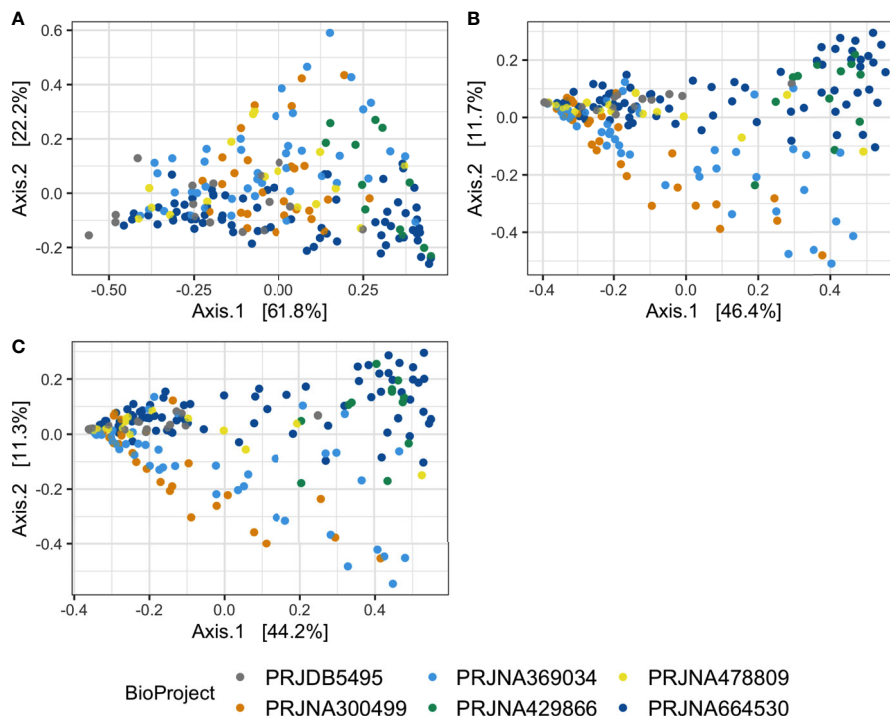 A
0.6
0.4
0.2
0.0
-0.2
Axis.2 [22.2%]
-0.50
-0.25
0.00
0.25
Axis.1 [61.8%]
B
0.2
0.0
-0.2
-0.4
Axis.2 [11.7%]
-0.4
-0.2
0.0
0.2
0.4
Axis.1 [46.4%]
C
0.2
0.0
-0.2
-0.4
Axis.2 [11.3%]
-0.4
-0.2
0.0
0.2
0.4
Axis.1 [44.2%]
BioProject
PRJDB5495
PRJNA369034
PRJNA478809
PRJNA300499
PRJNA429866
PRJNA664530